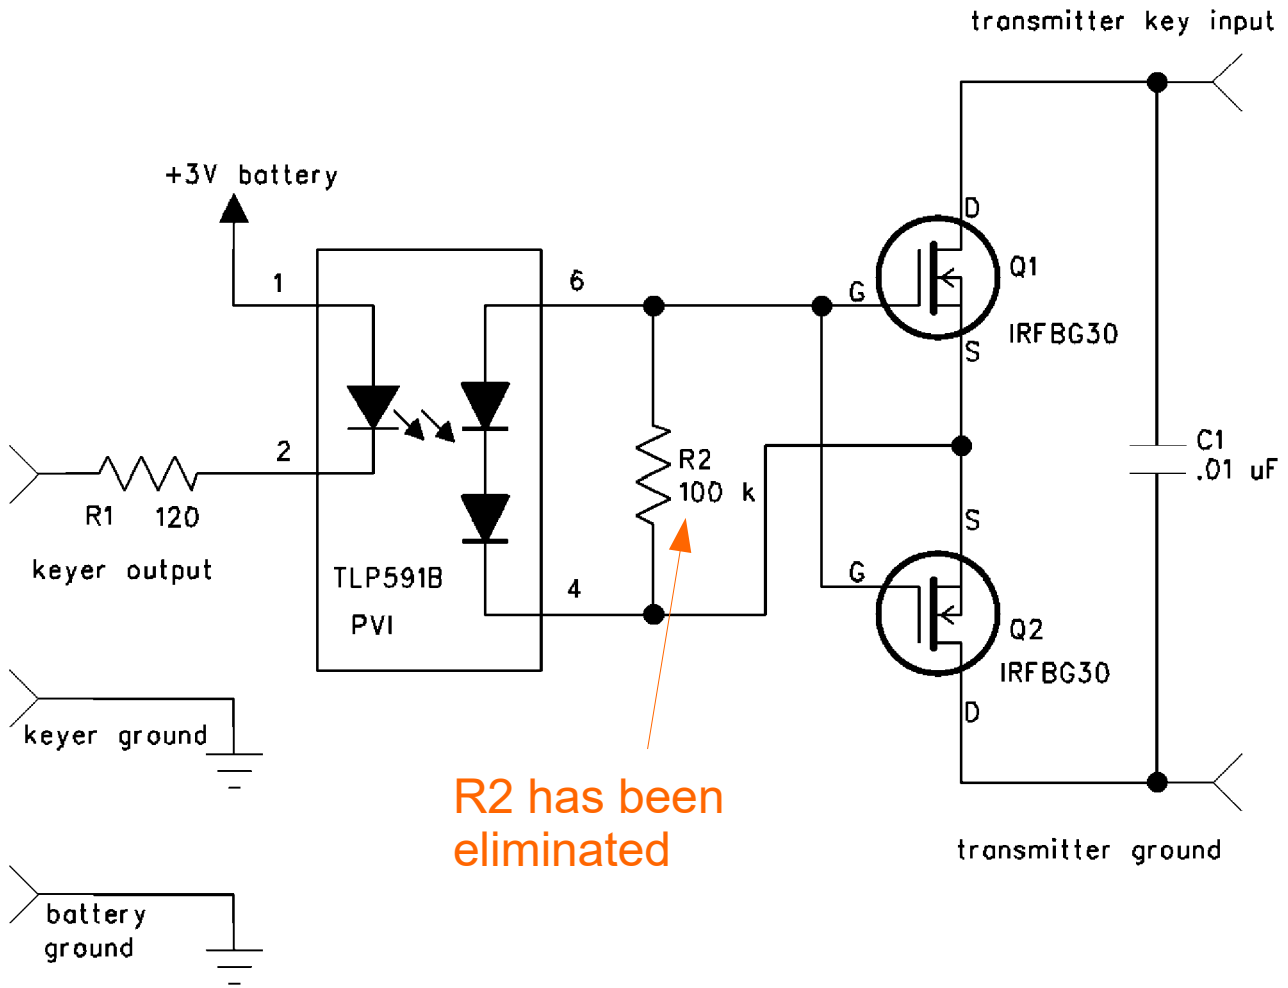 transmitter key input
+3V battery
D
1
6
G
Q1
IRFBG30
S
2
R2
100 k
C1
.01 uF
R1 120
keyer output
S
TLP591B
PVI
4
G
Q2
IRFBG30
D
keyer ground
R2 has been
eliminated
transmitter ground
battery
ground